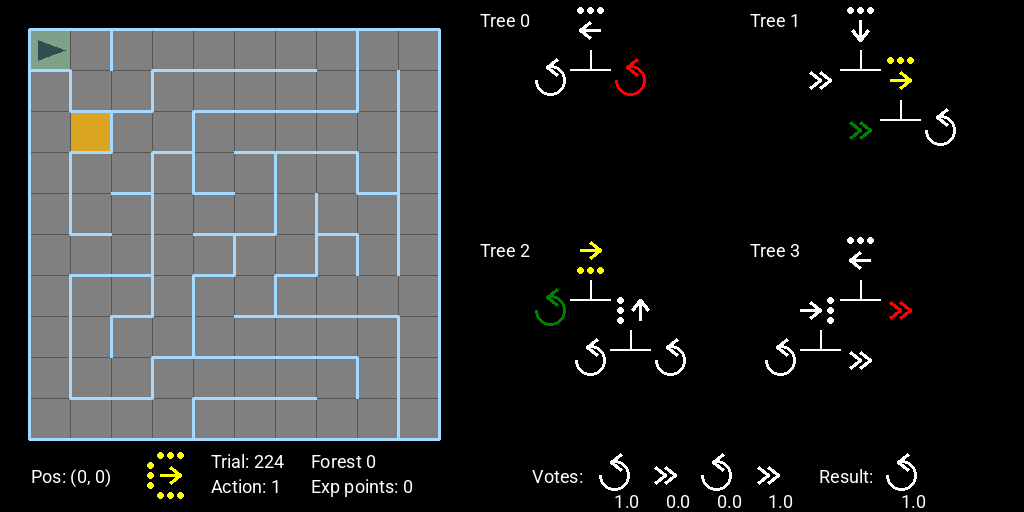 Tree 0
Tree 1
Tree 2
Tree 3
Pos: (0, 0)
Trial: 224
Forest 0
Action: 1
Exp points: 0
Votes:
Result:
1.0
0.0
0.0
1.0
1.0